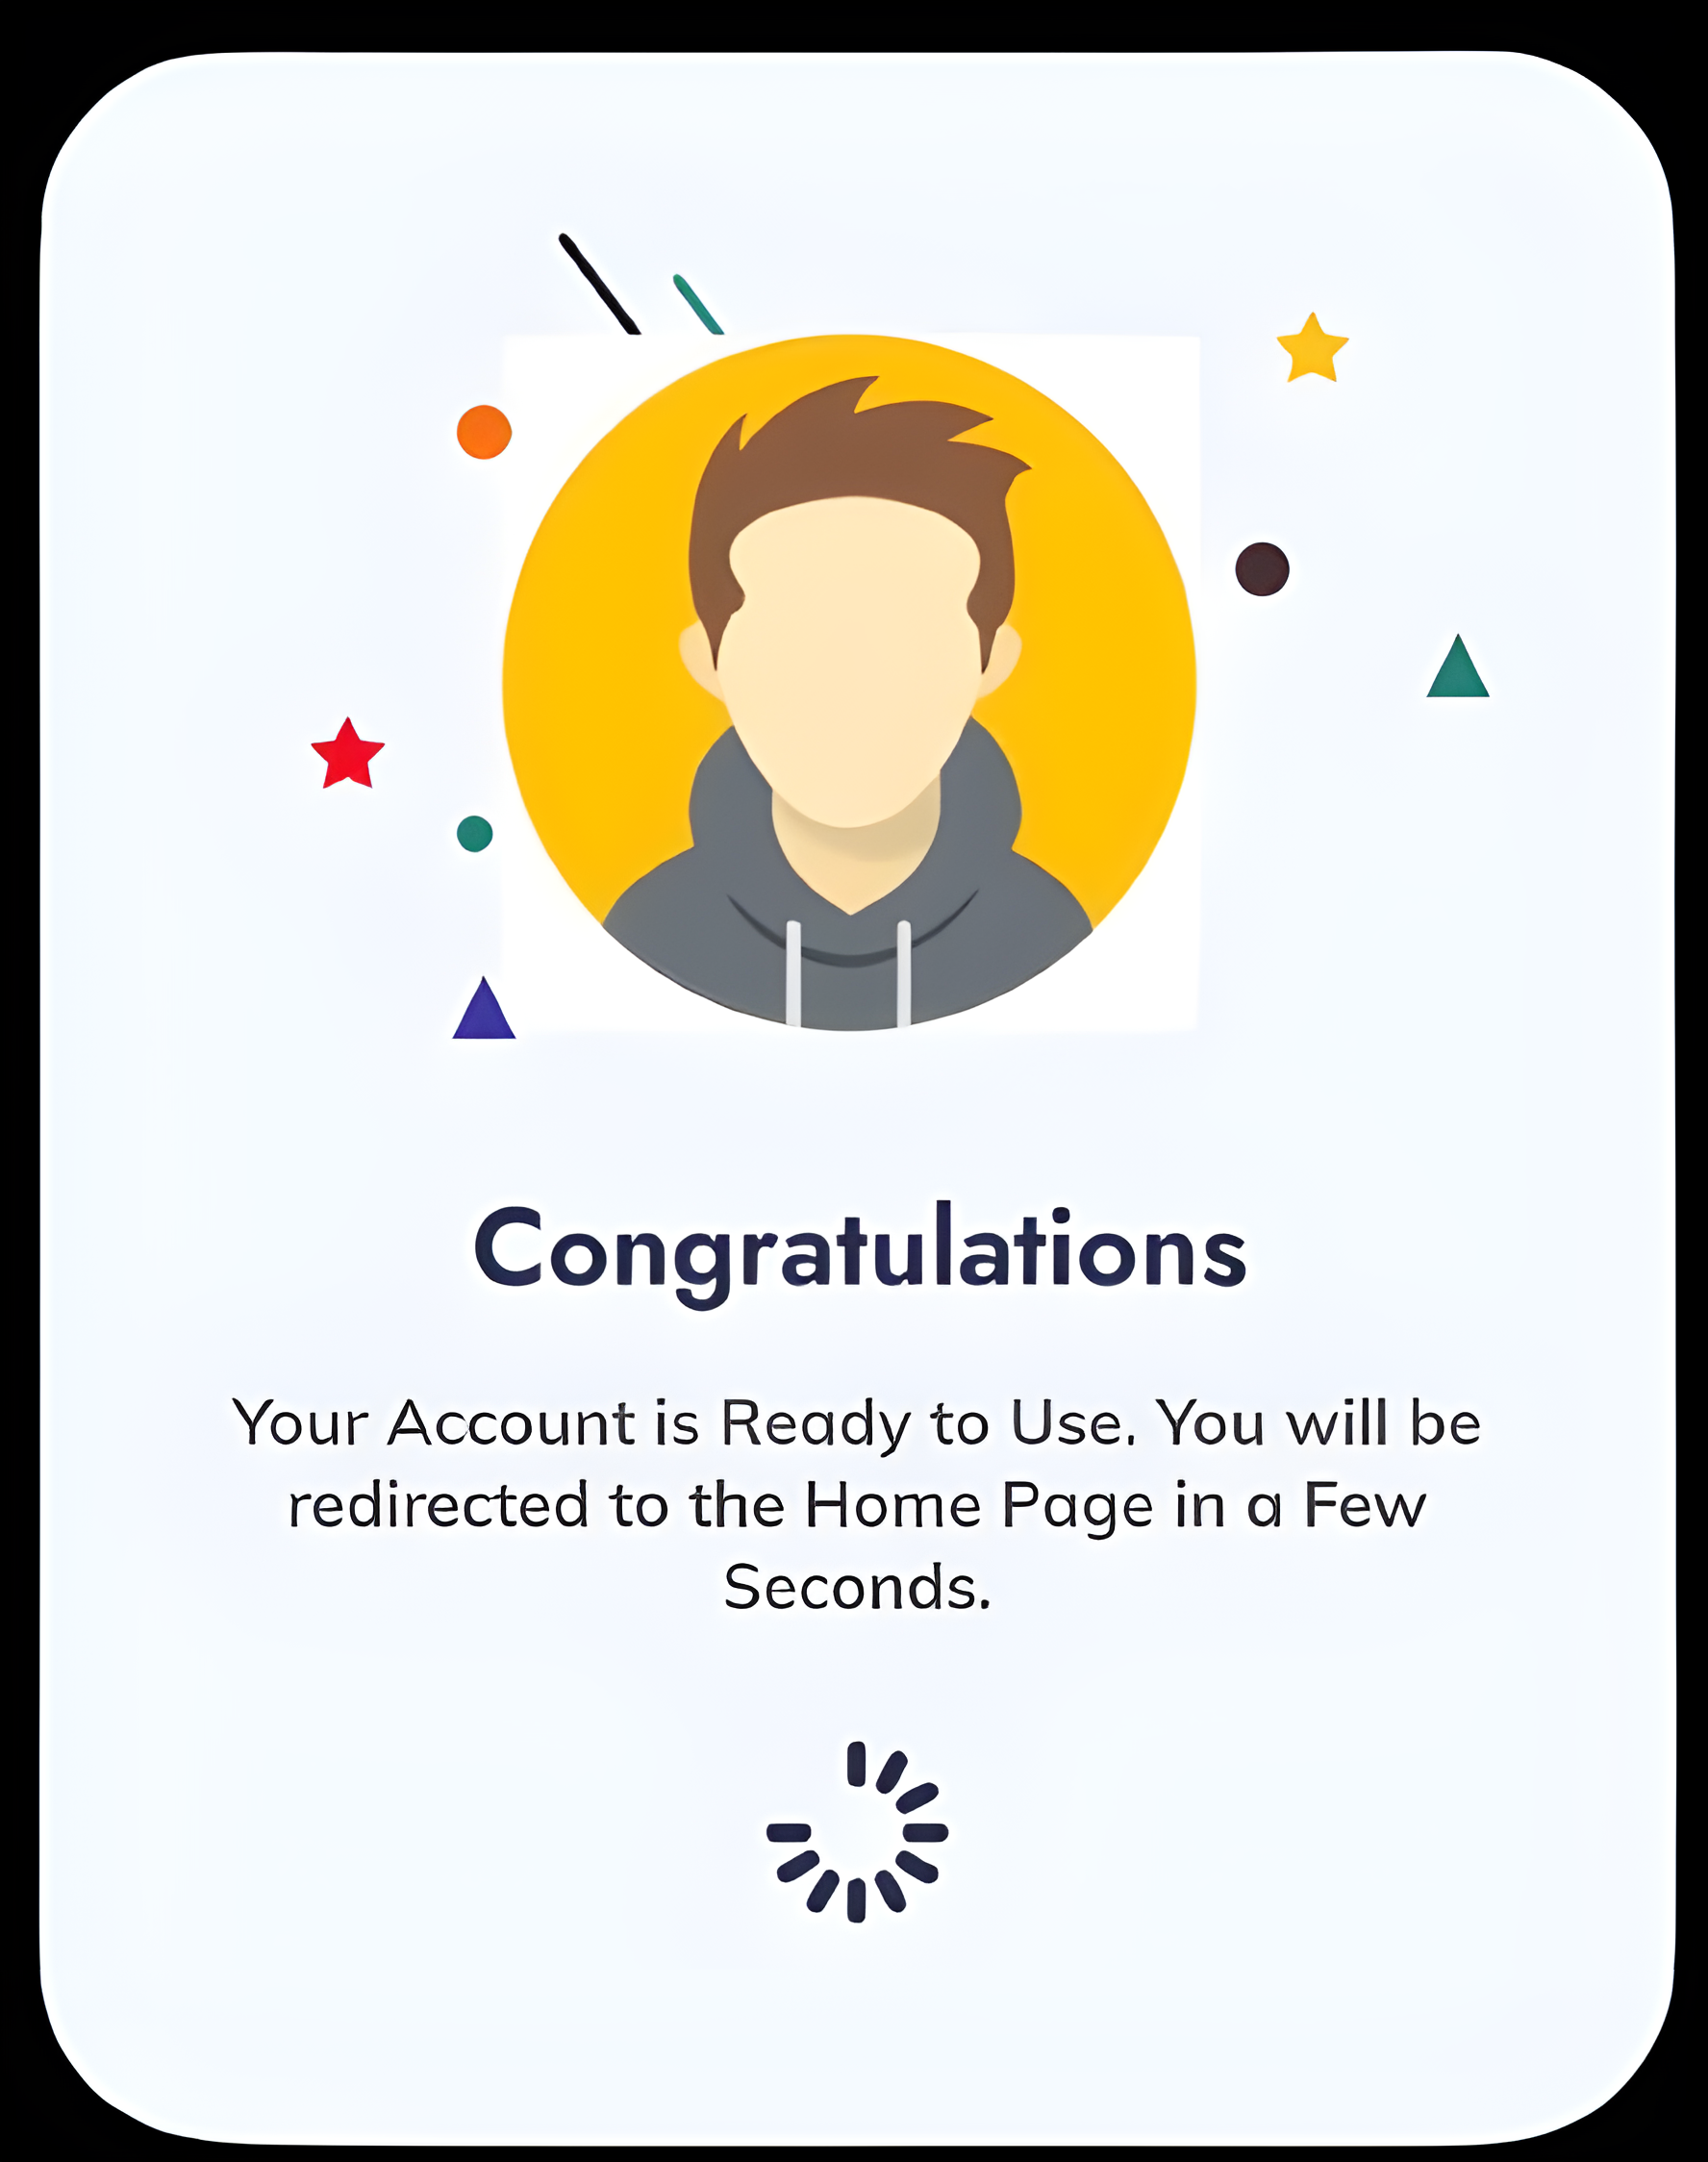 Congratulations
Your Account is Ready to Use. You will be
redirected to the Home Page in a Few
Seconds.